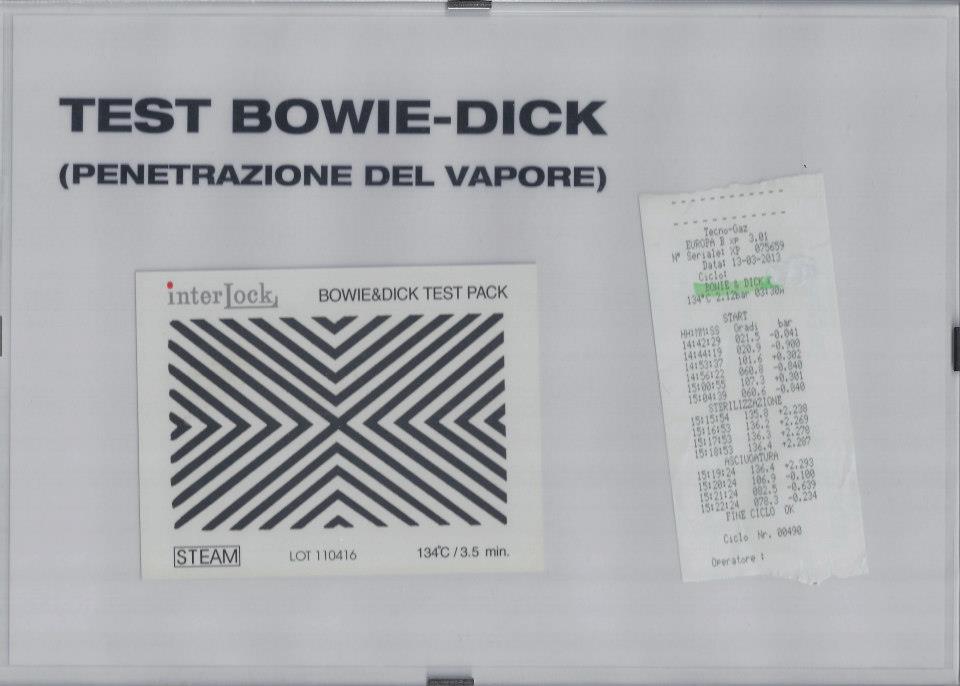 TEST BOWIE-DICK
(PENETRAZIONE DEL VAPORE)
interlock
BOWIE&DICK TEST PACK
STEAM
LOT 110416
134°C / 3.5 min.
Tecno-Gaz
EUROPA B XP 3.01
N° Seriale: XP 075659
Data: 13-03-2013
Ciclo:
BOWIE & DICK
134°C 2.12bar 03:30m
START
HH:MM:SS Gradi bar
14:42:29 021.5 -0.041
14:44:19 020.9 -0.900
14:53:37 101.6 +0.302
14:56:22 060.8 -0.840
15:00:55 107.3 +0.301
15:04:39 060.6 -0.840
STERILIZZAZIONE
15:15:54 135.8 +2.238
15:16:53 136.2 +2.269
15:17:53 136.3 +2.278
15:18:53 136.4 +2.287
ASCIUGATURA
15:19:24 136.4 +2.293
15:20:24 106.9 -0.100
15:21:24 082.5 -0.639
15:22:24 078.3 -0.234
FINE CICLO OK
Ciclo Nr. 00490
Operatore :